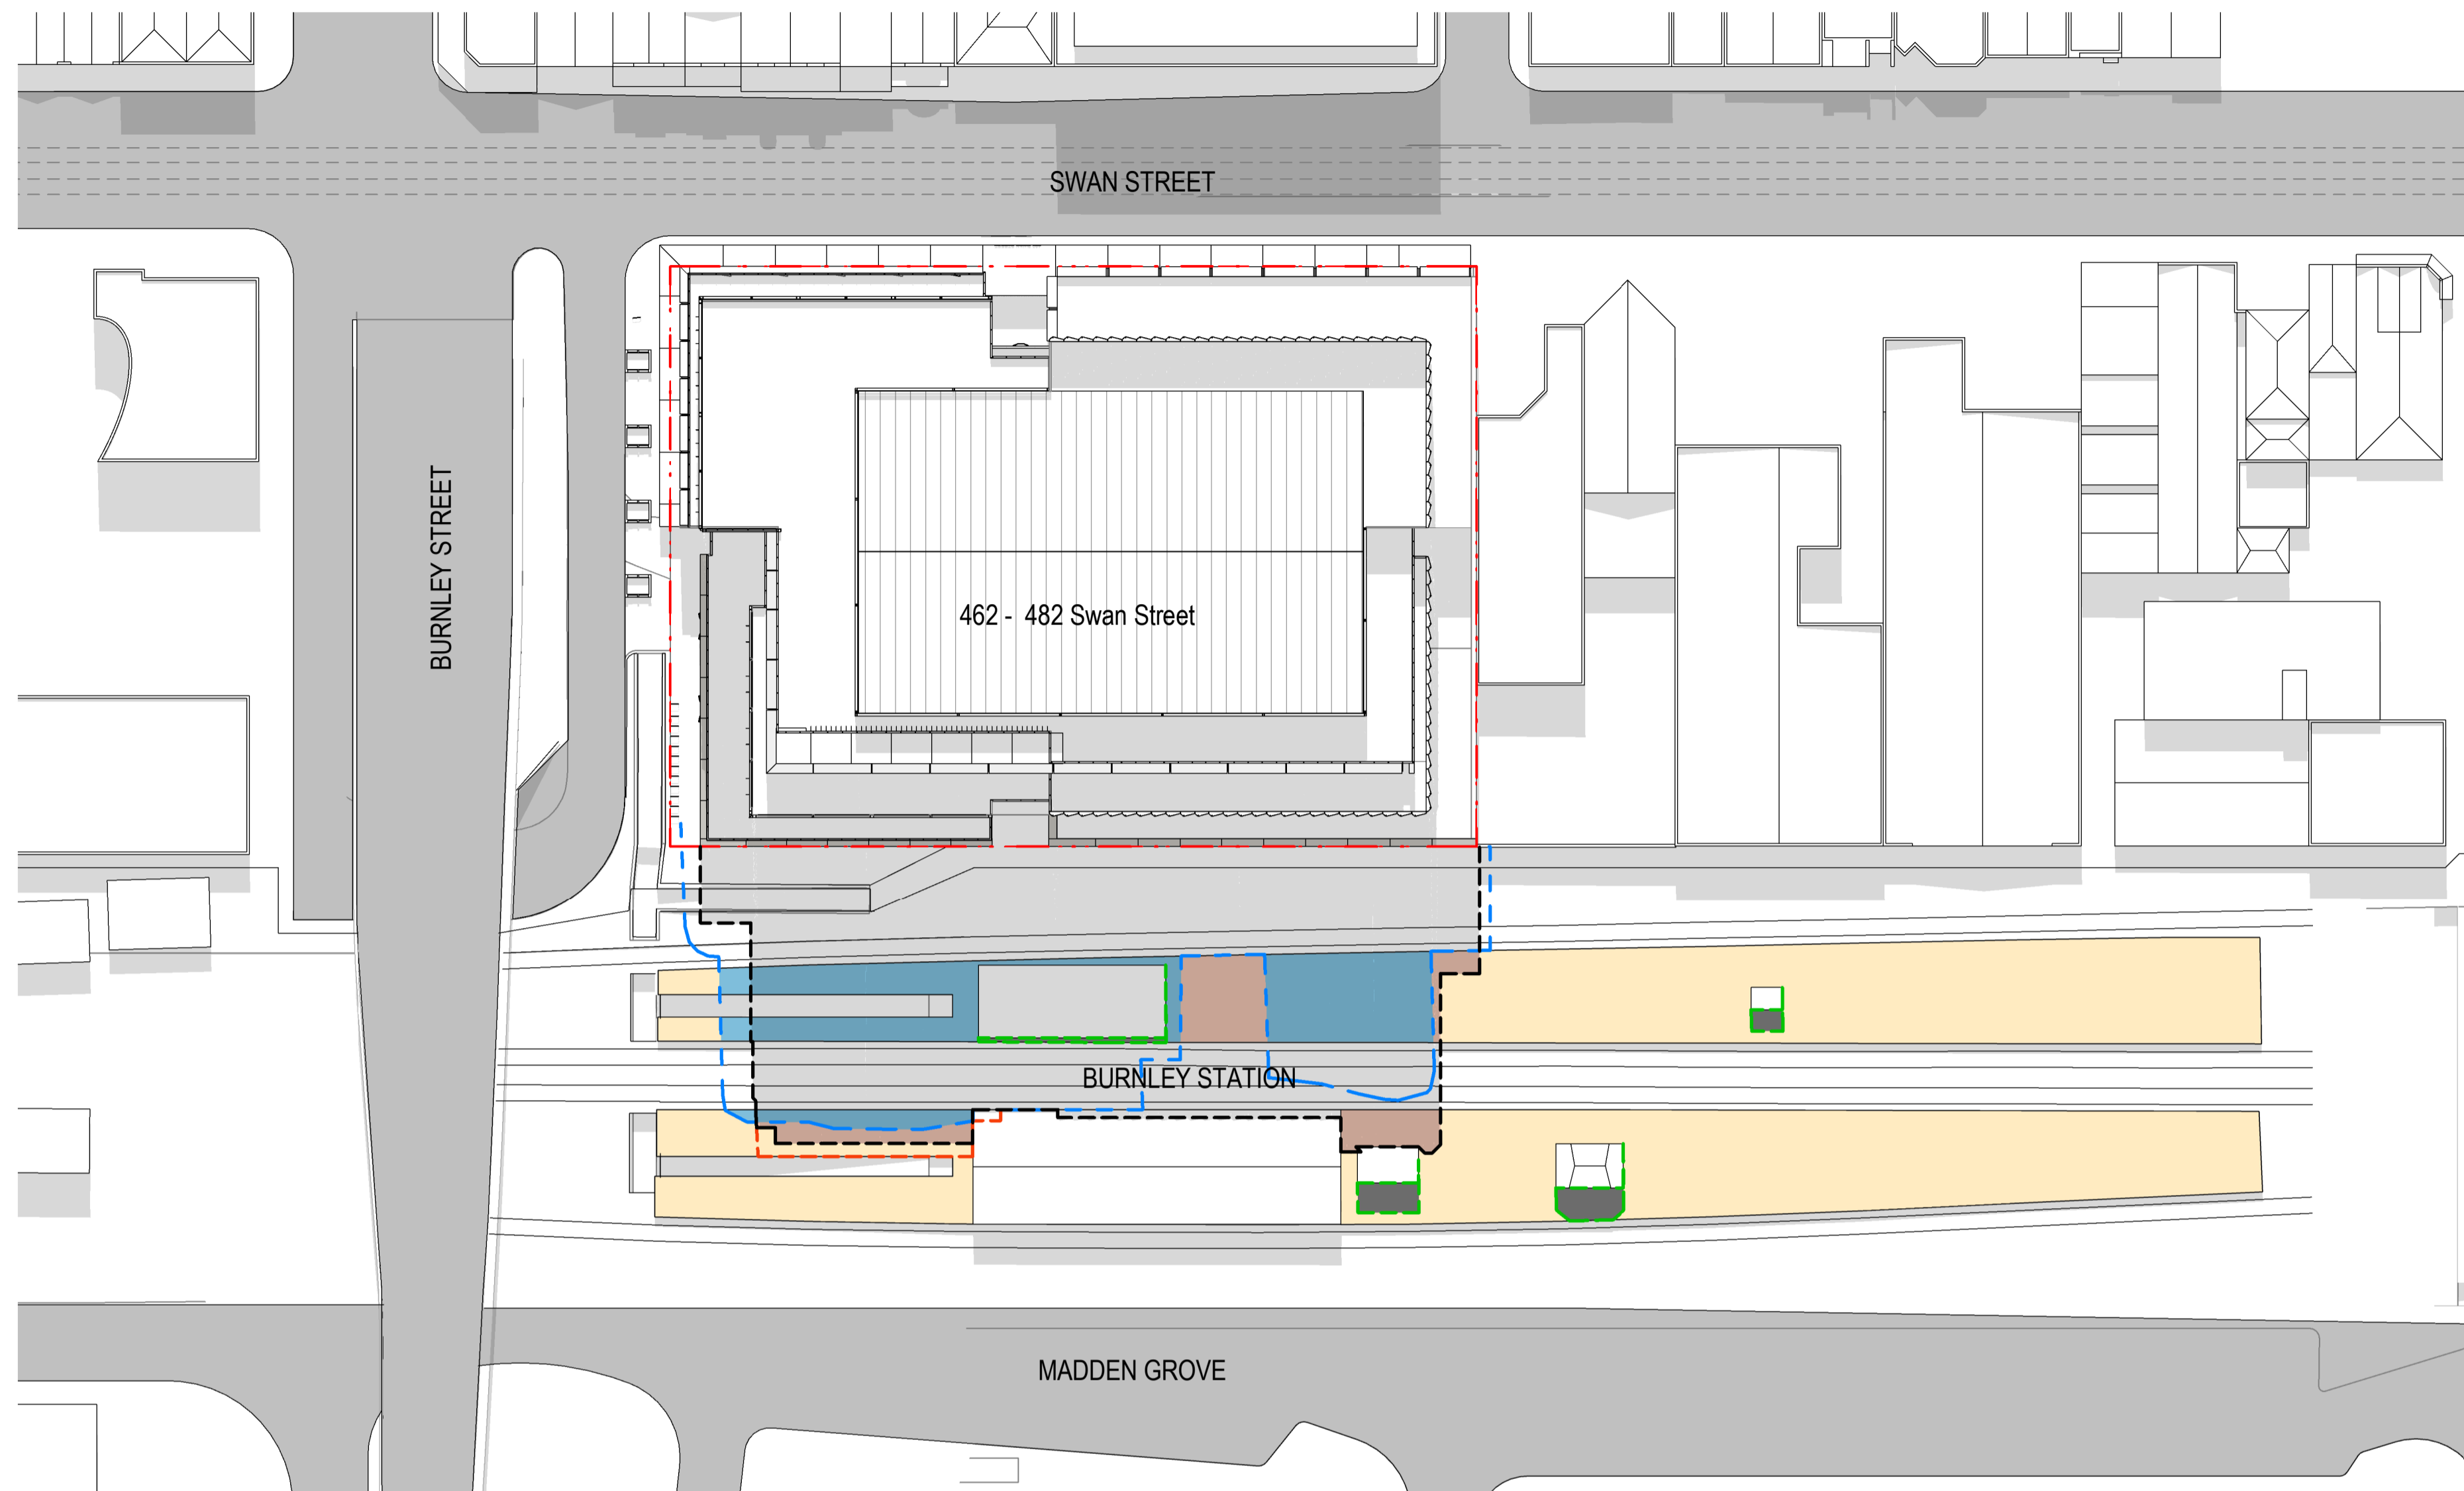 SWAN STREET
BURNLEY STREET
462 - 482 Swan Street
BURNLEY STATION
MADDEN GROVE